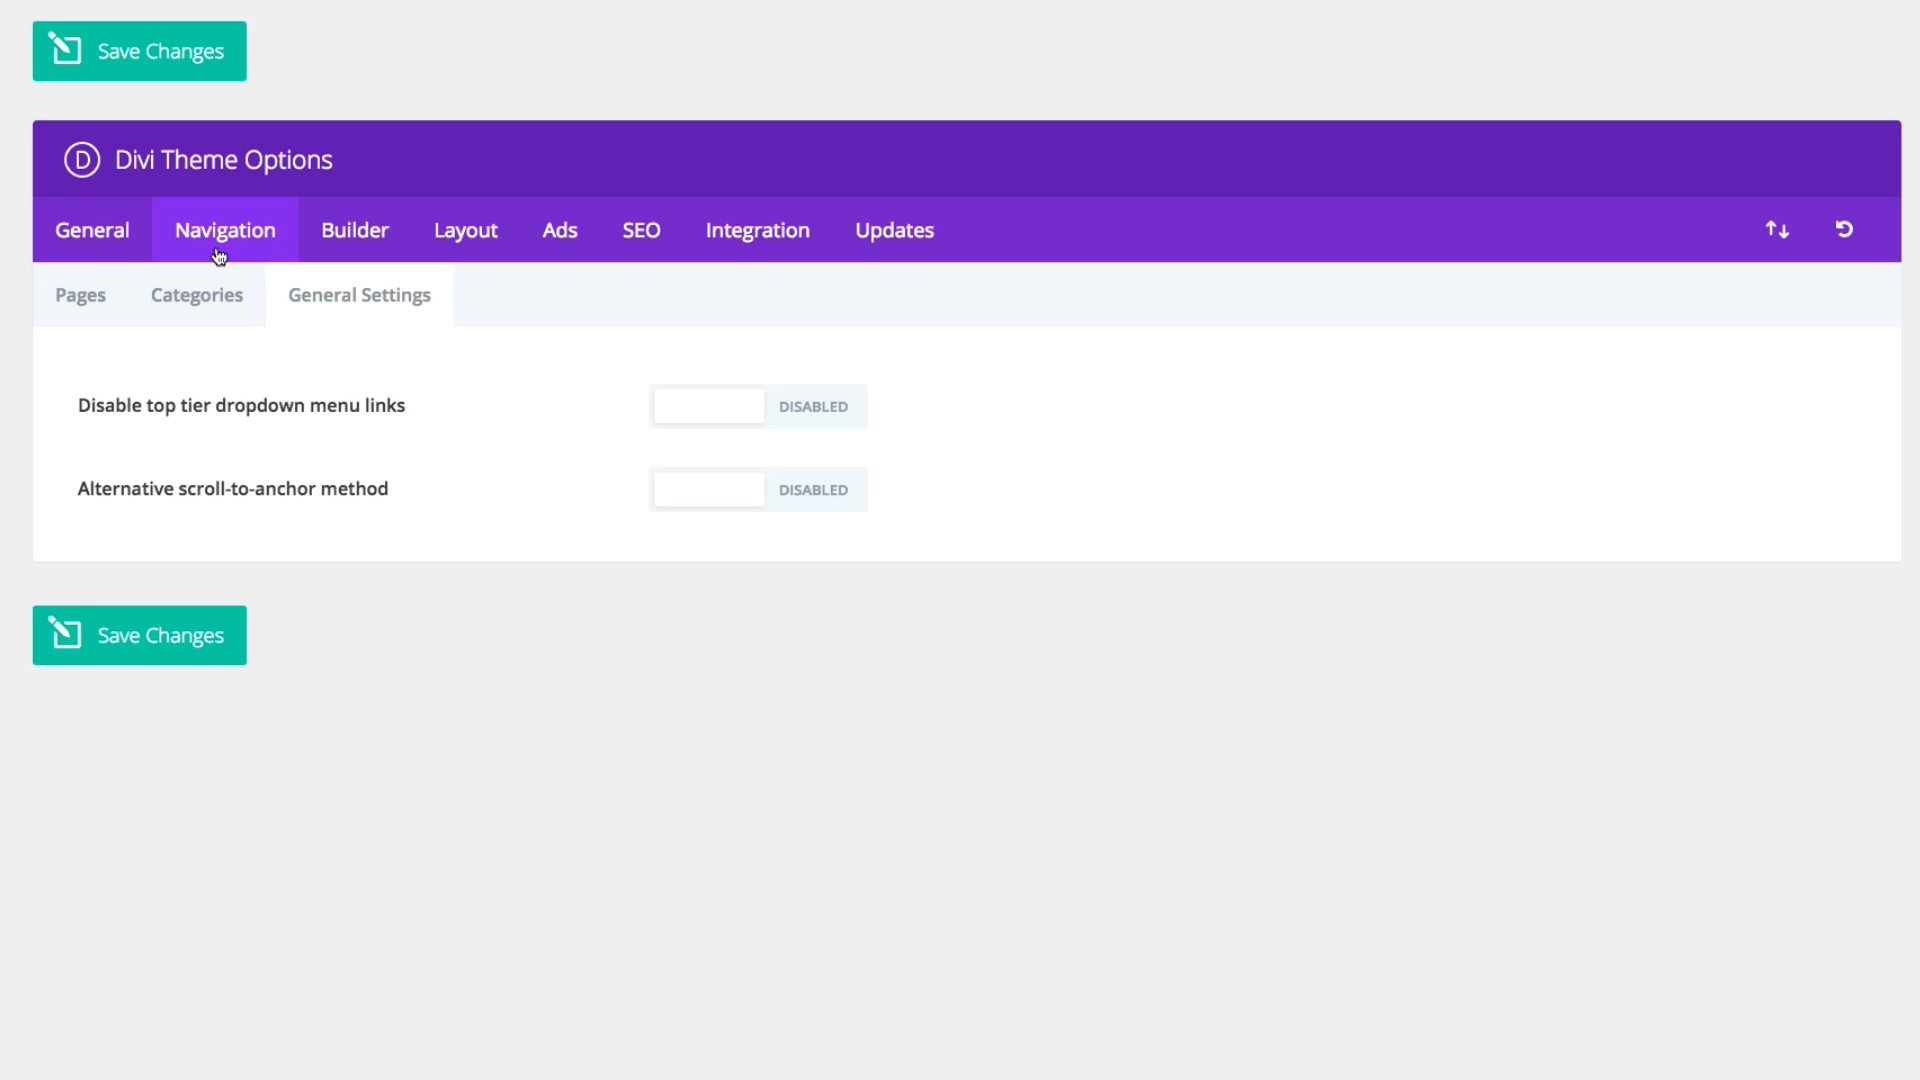 Save Changes
D Divi Theme Options
General Navigation Builder Layout Ads SEO Integration Updates
Pages Categories General Settings
Disable top tier dropdown menu links DISABLED
Alternative scroll-to-anchor method DISABLED
Save Changes